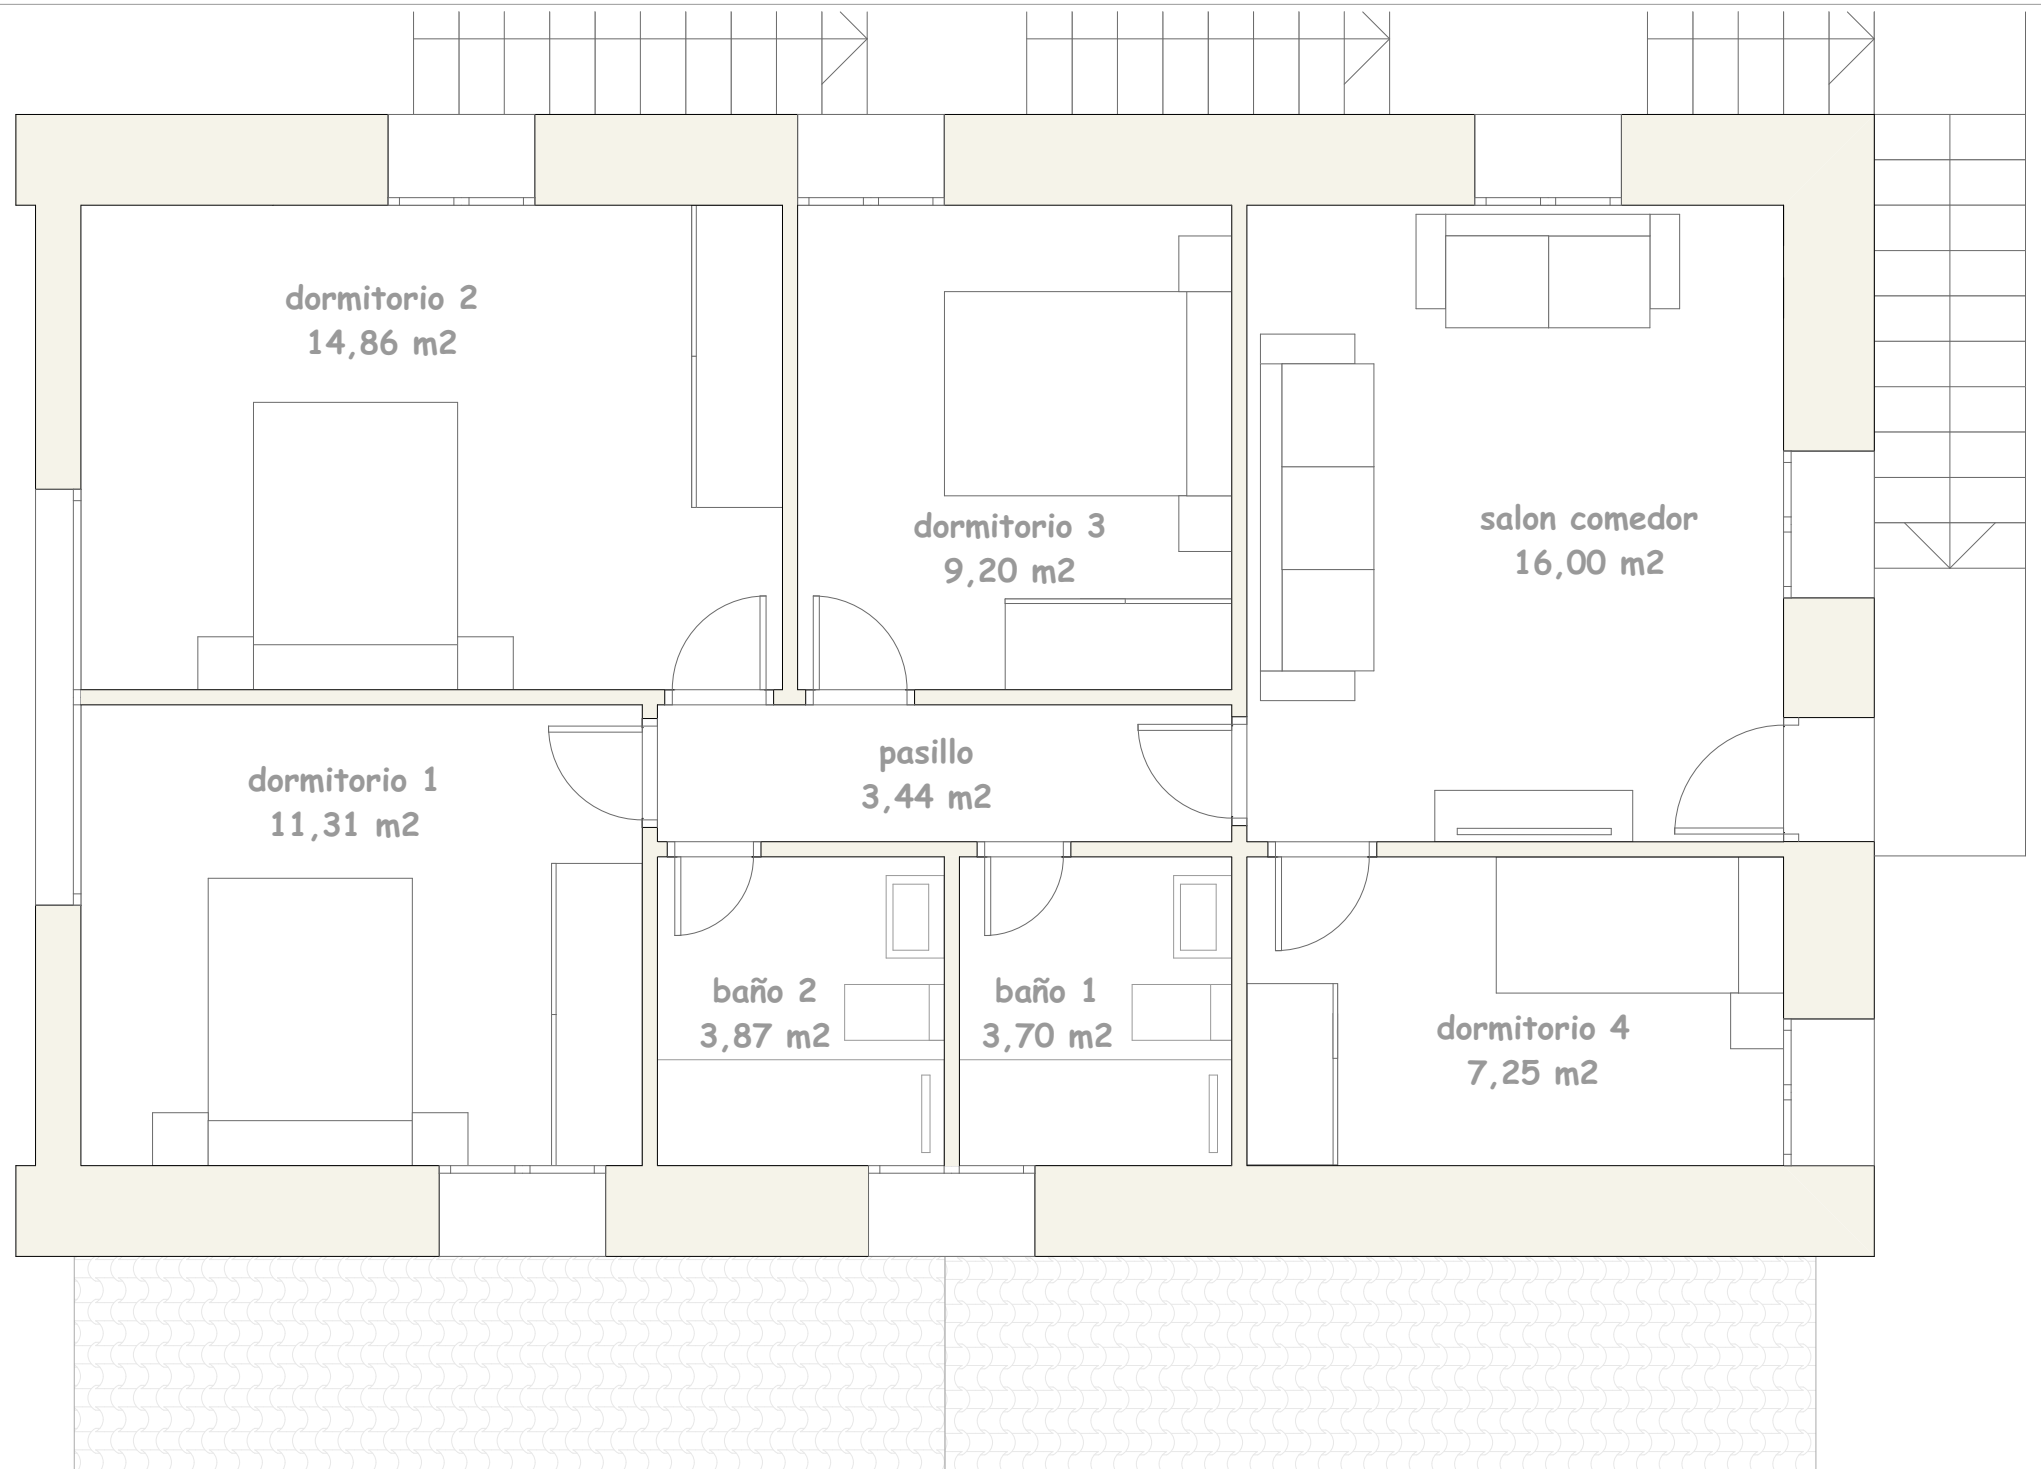 dormitorio 2
14,86 m2
dormitorio 3
9,20 m2
salon comedor
16,00 m2
dormitorio 1
11,31 m2
pasillo
3,44 m2
baño 2
3,87 m2
baño 1
3,70 m2
dormitorio 4
7,25 m2